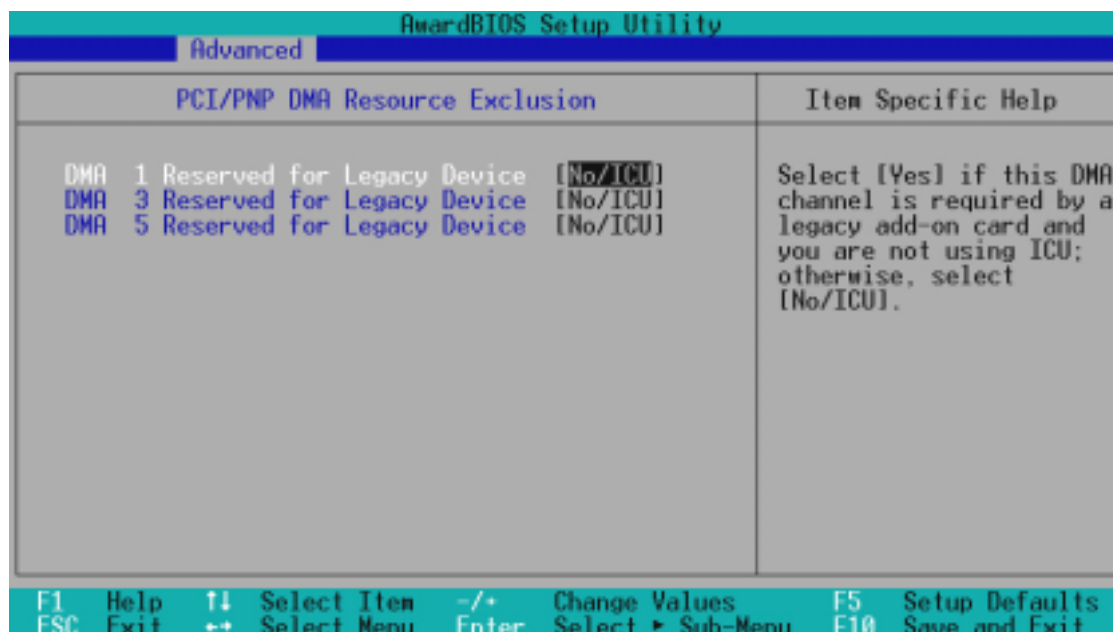 AwardBIOS Setup Utility
Advanced
PCI/PNP DMA Resource Exclusion
DMA 1 Reserved for Legacy Device [No/ICU]
DMA 3 Reserved for Legacy Device [No/ICU]
DMA 5 Reserved for Legacy Device [No/ICU]
Item Specific Help
Select [Yes] if this DMA
channel is required by a
legacy add-on card and
you are not using ICU;
otherwise, select
[No/ICU].
F1 Help ↑↓ Select Item -/+ Change Values F5 Setup Defaults
ESC Exit ←→ Select Menu Enter Select ► Sub-Menu F10 Save and Exit